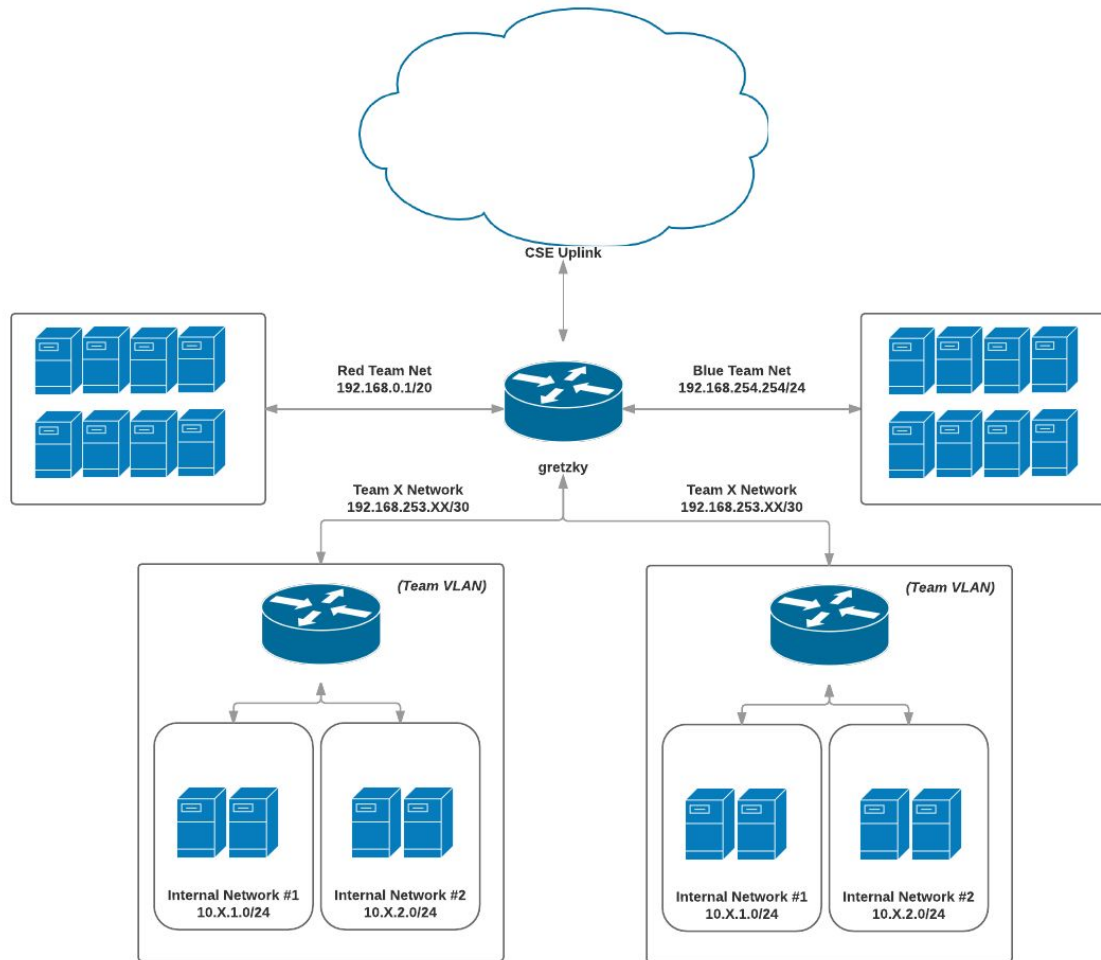 CSE Uplink
Red Team Net
192.168.0.1/20
Blue Team Net
192.168.254.254/24
gretzky
Team X Network
192.168.253.XX/30
Team X Network
192.168.253.XX/30
(Team VLAN)
Internal Network #1
10.X.1.0/24
Internal Network #2
10.X.2.0/24
(Team VLAN)
Internal Network #1
10.X.1.0/24
Internal Network #2
10.X.2.0/24